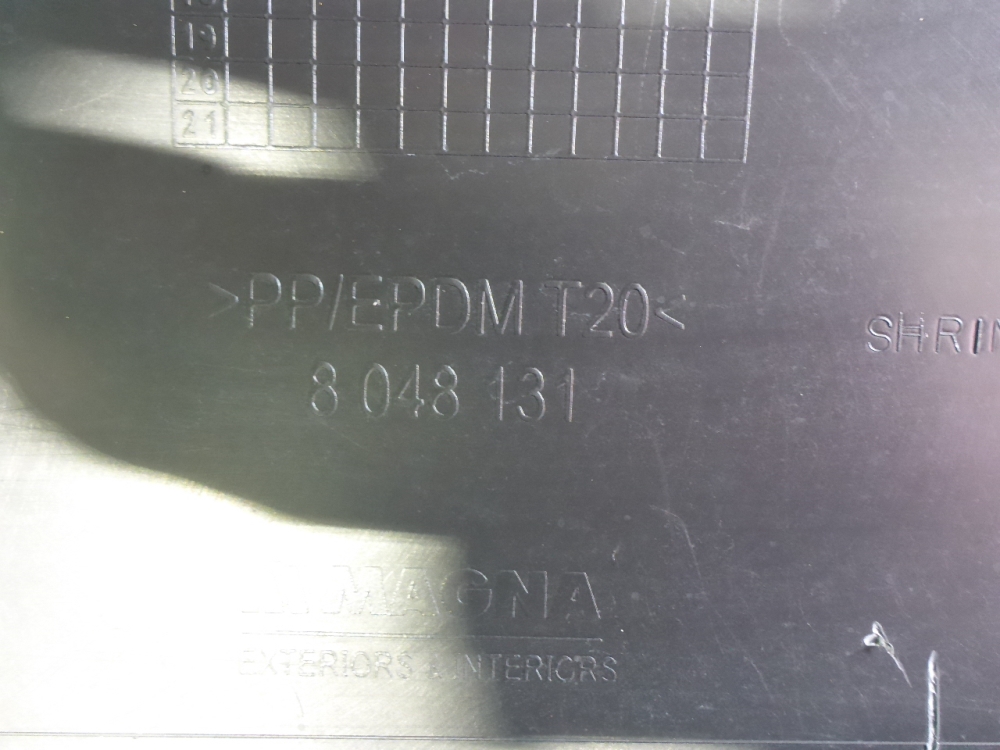 19
20
21
>PP/EPDM T20<
8 048 131
SHRIN
MAGNA
EXTERIORS & INTERIORS